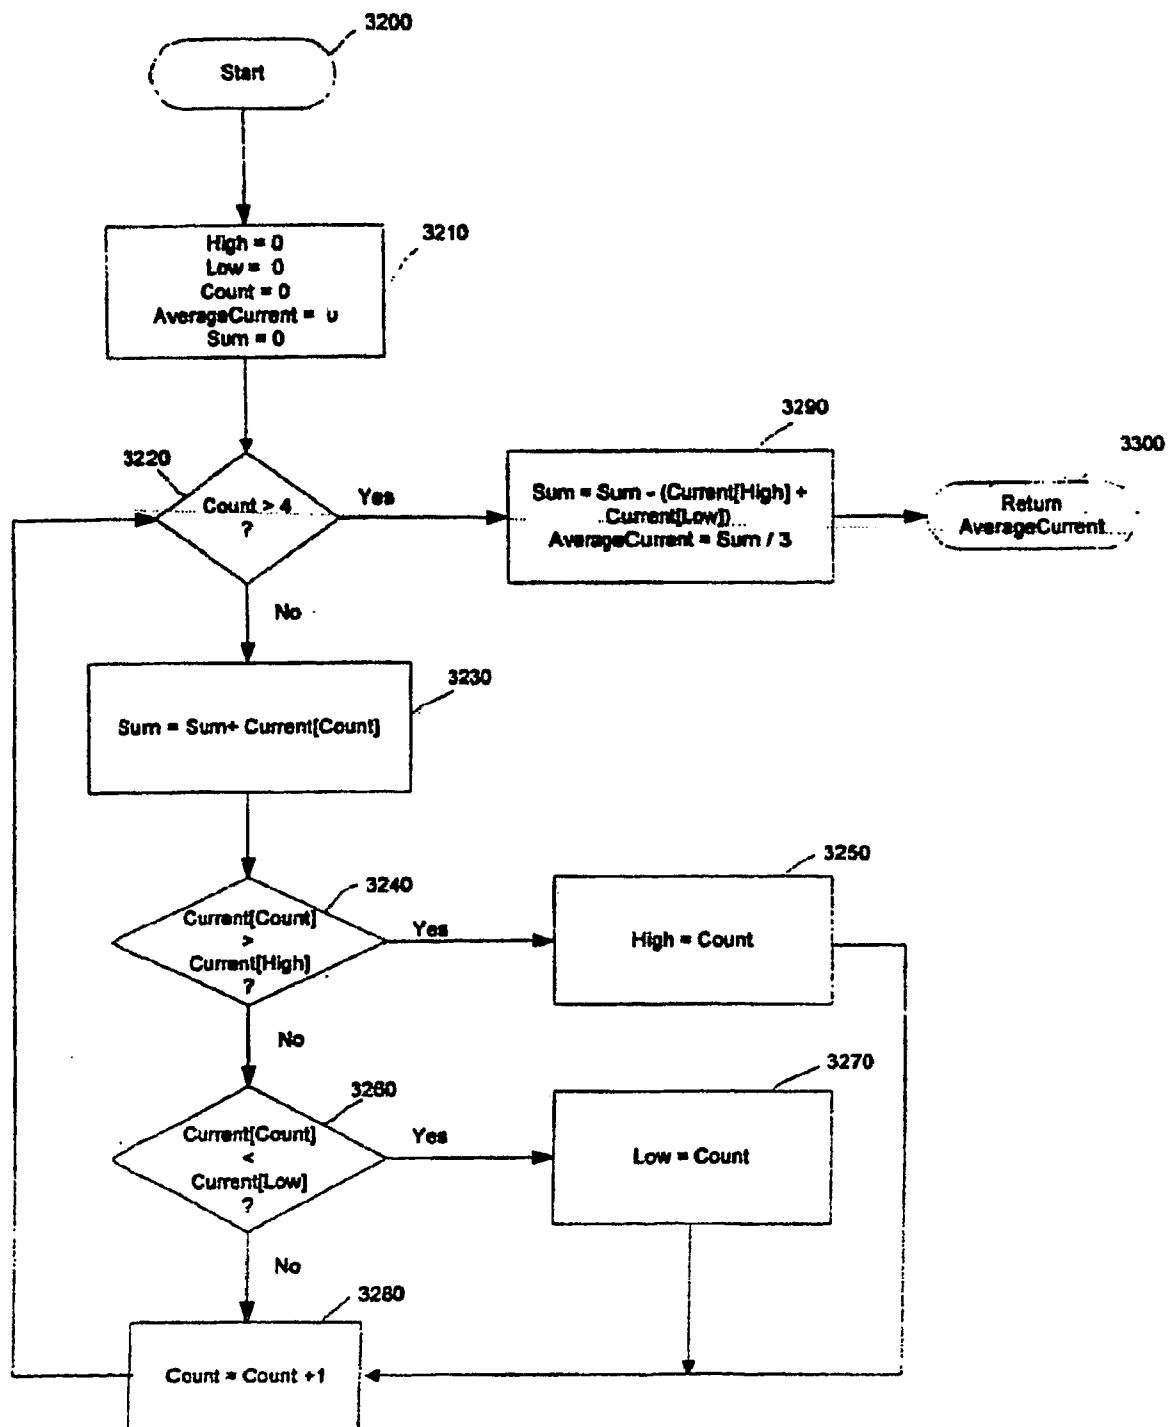 3200
Start
3210
High = 0
Low = 0
Count = 0
AverageCurrent = 0
Sum = 0
3220
Count > 4
?
Yes
No
3290
Sum = Sum - (Current[High] +
Current[Low])
AverageCurrent = Sum / 3
3300
Return
AverageCurrent
3230
Sum = Sum+ Current[Count]
3240
Current[Count]
>
Current[High]
?
Yes
No
3250
High = Count
3260
Current[Count]
<
Current[Low]
?
Yes
No
3270
Low = Count
3280
Count = Count +1